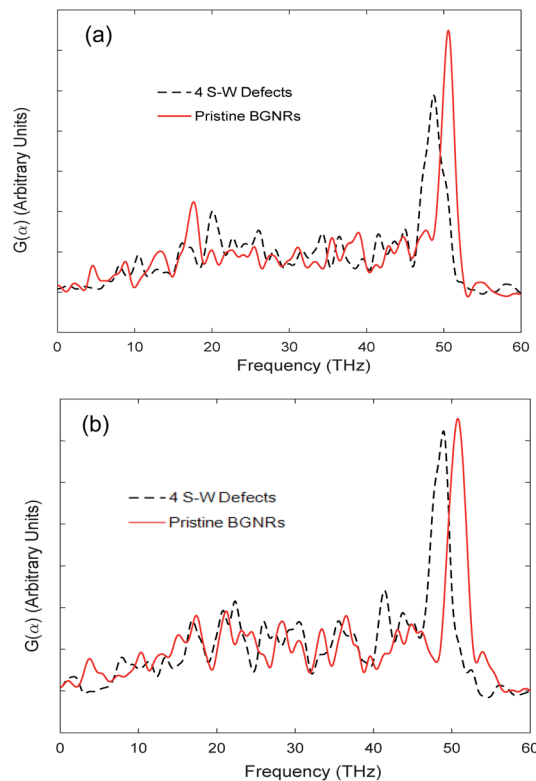 (a)
4 S-W Defects
Pristine BGNRs
G(α) (Arbitrary Units)
0 10 20 30 40 50 60
Frequency (THz)
(b)
4 S-W Defects
Pristine BGNRs
G(α) (Arbitrary Units)
0 10 20 30 40 50 60
Frequency (THz)